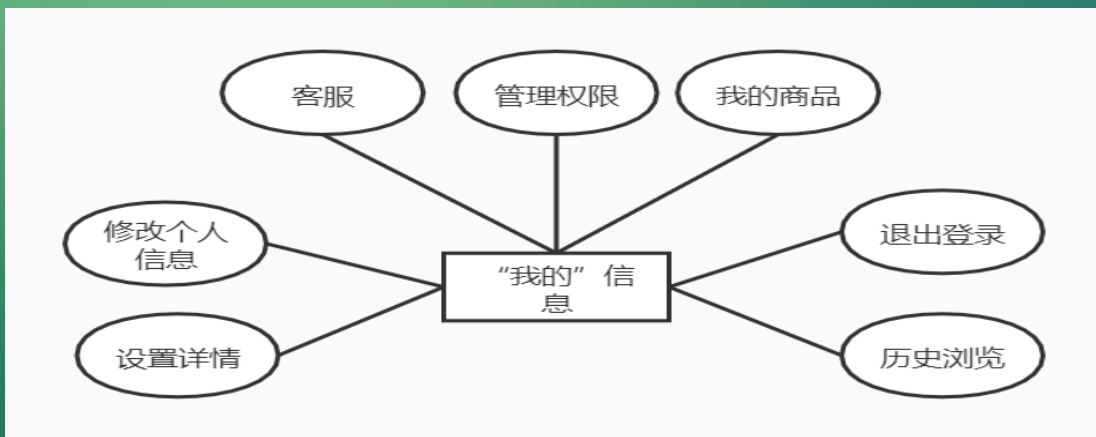 客服
管理权限
我的商品
修改个人
信息
退出登录
“我的”信
息
设置详情
历史浏览